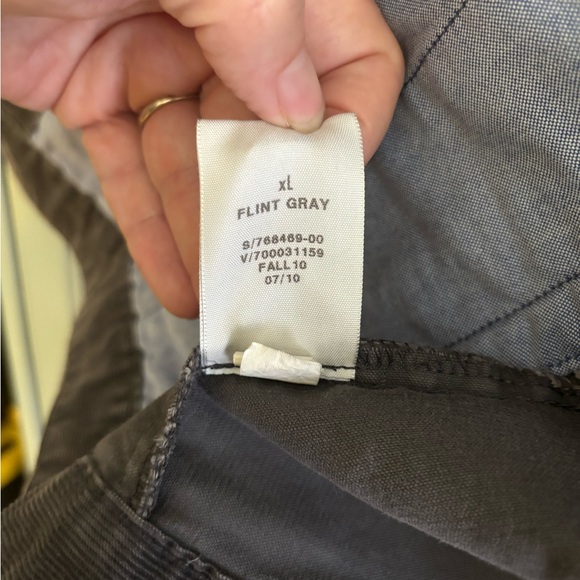 xL
FLINT GRAY
S/768469-00
V/700031159
FALL 10
07/10